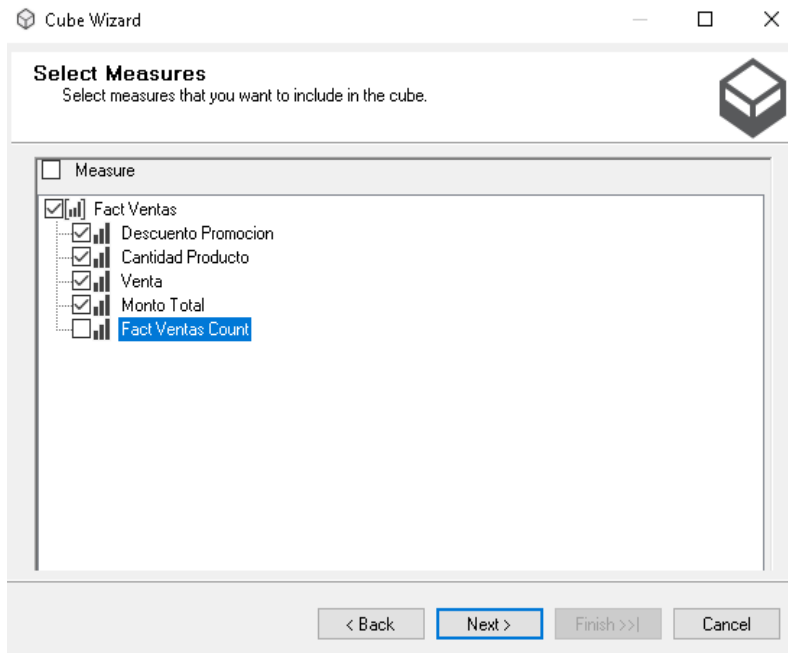 Cube Wizard
Select Measures
Select measures that you want to include in the cube.
Measure
Fact Ventas
Descuento Promocion
Cantidad Producto
Venta
Monto Total
Fact Ventas Count
< Back Next > Finish >>| Cancel